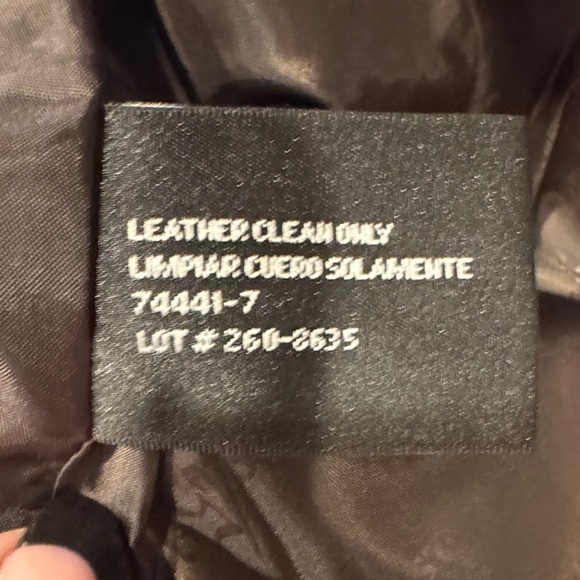 LEATHER CLEAN ONLY
LIMPIAR CUERO SOLAMENTE
74441-7
LOT # 260-8635